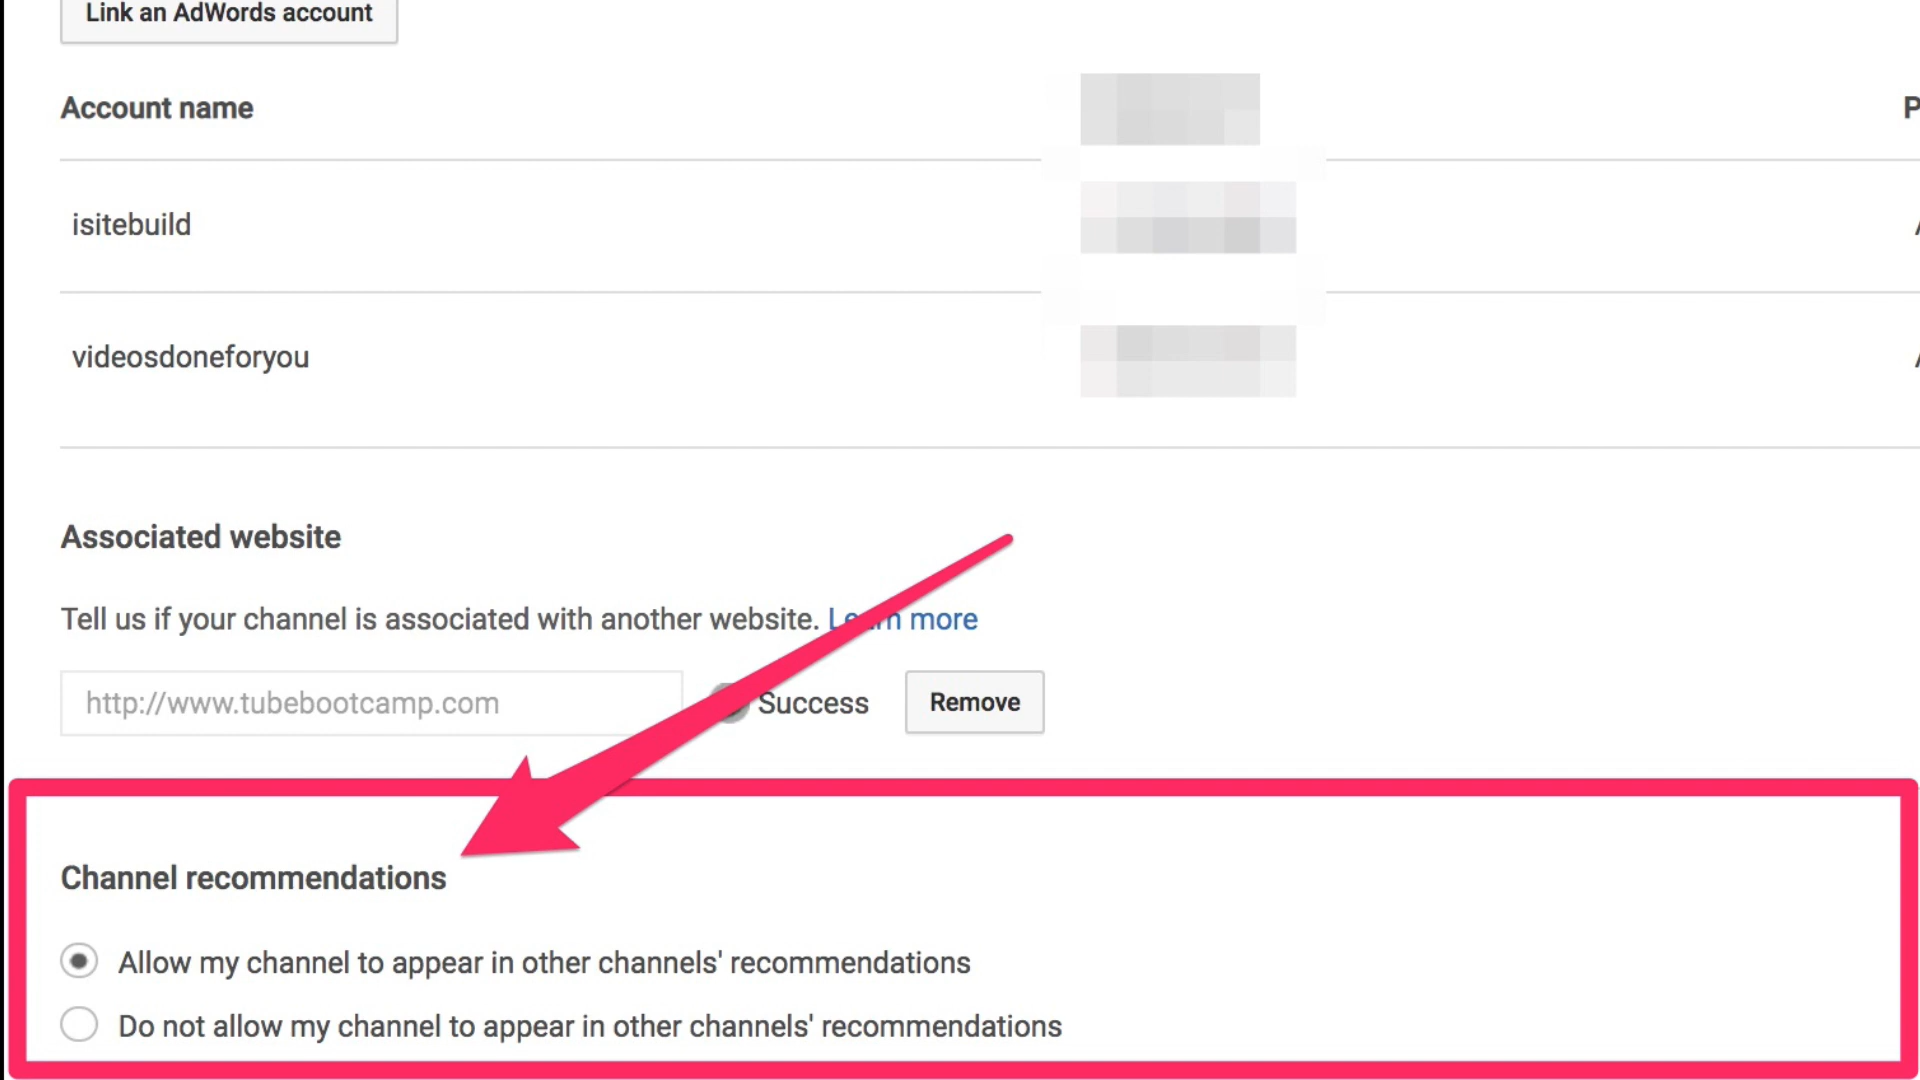 Link an AdWords account
Account name
P
isitebuild
videosdoneforyou
Associated website
Tell us if your channel is associated with another website. Learn more
http://www.tubebootcamp.com
Success
Remove
Channel recommendations
Allow my channel to appear in other channels' recommendations
Do not allow my channel to appear in other channels' recommendations